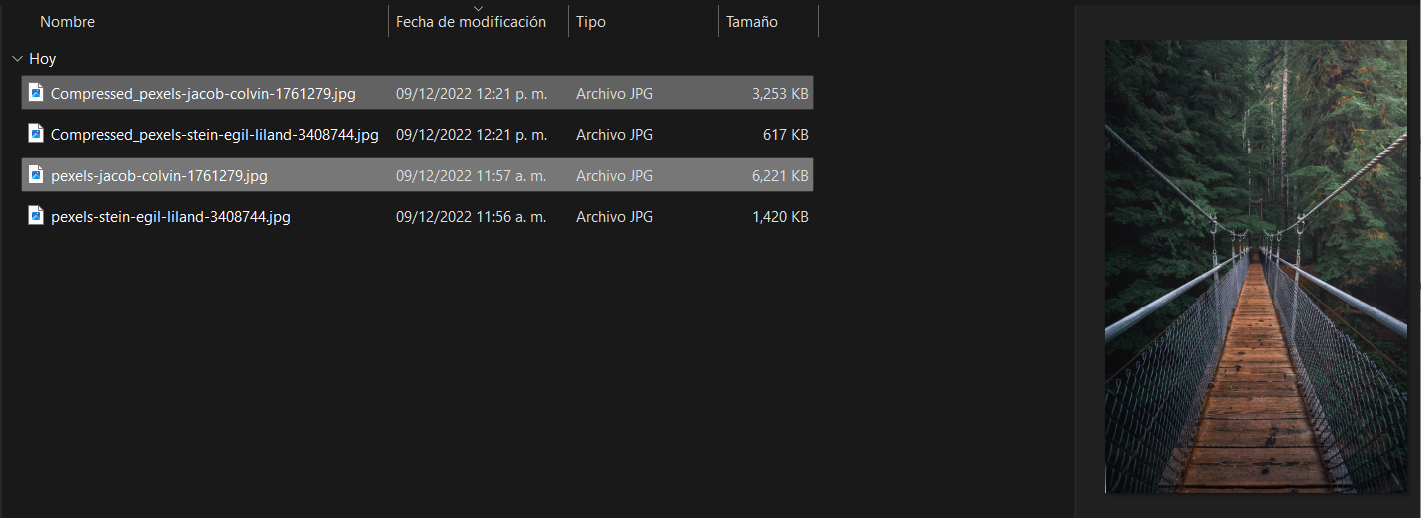 Nombre Fecha de modificación Tipo Tamaño
Hoy
Compressed_pexels-jacob-colvin-1761279.jpg 09/12/2022 12:21 p. m. Archivo JPG 3,253 KB
Compressed_pexels-stein-egil-liland-3408744.jpg 09/12/2022 12:21 p. m. Archivo JPG 617 KB
pexels-jacob-colvin-1761279.jpg 09/12/2022 11:57 a. m. Archivo JPG 6,221 KB
pexels-stein-egil-liland-3408744.jpg 09/12/2022 11:56 a. m. Archivo JPG 1,420 KB